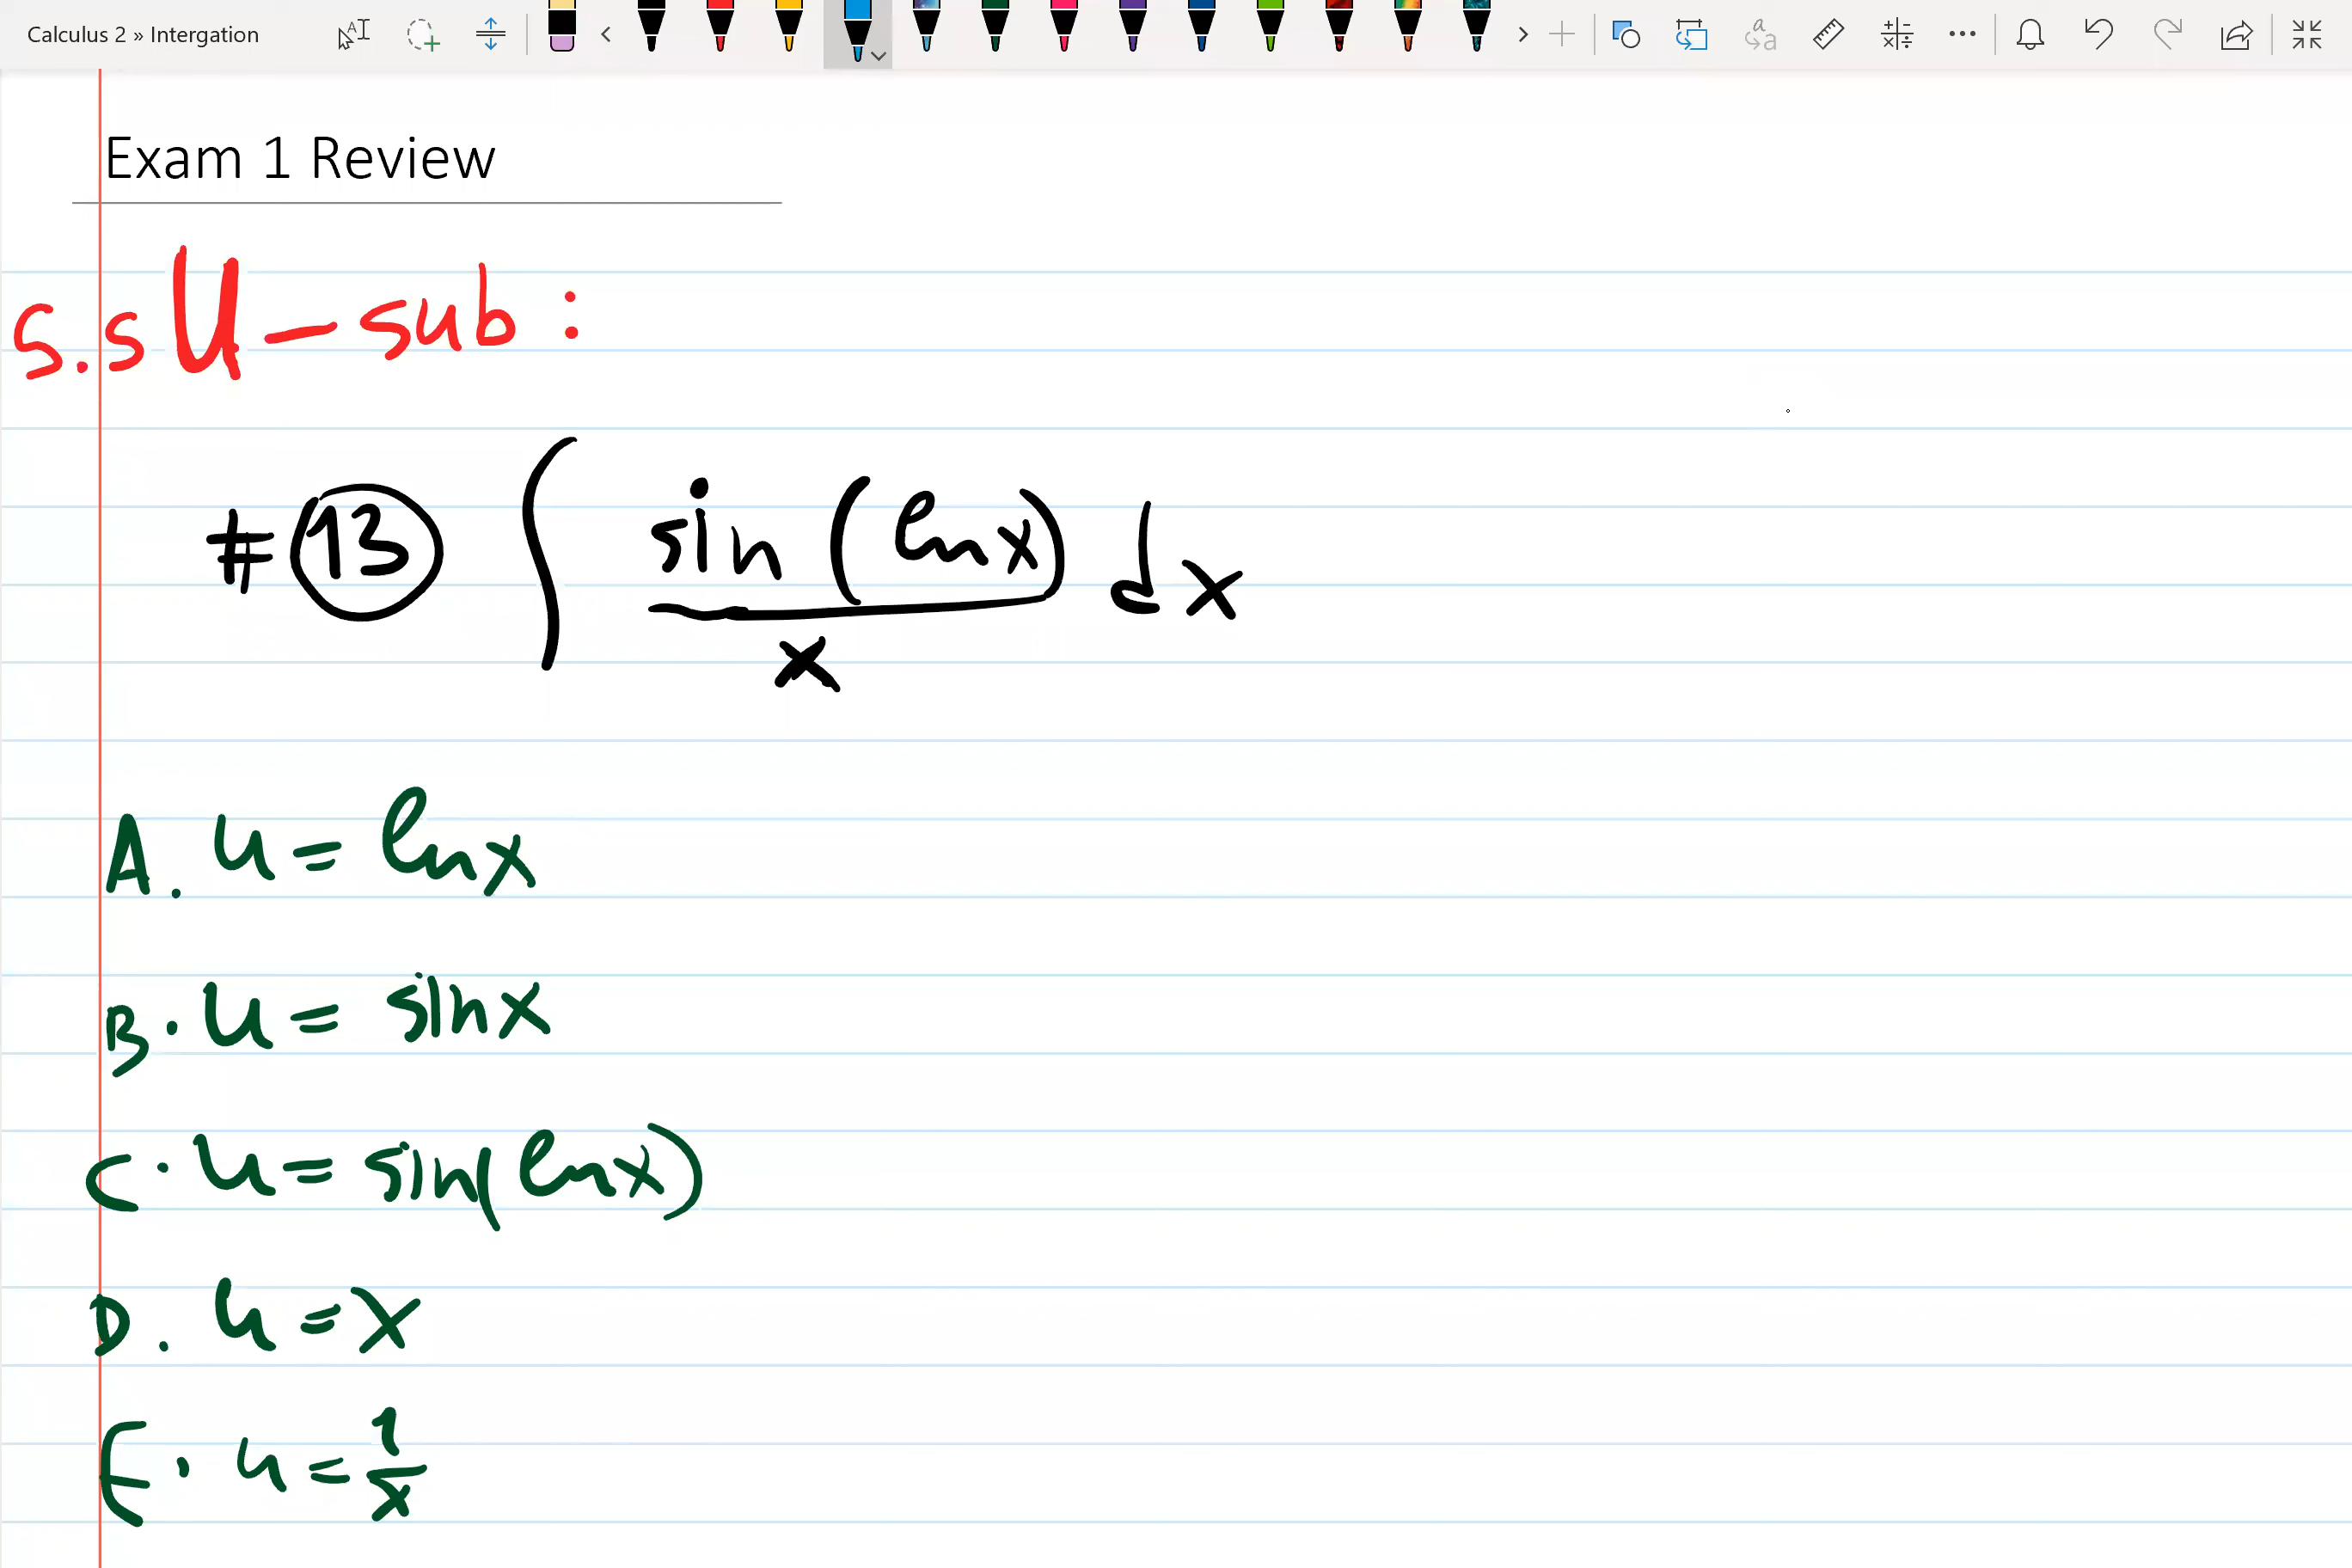 Calculus 2 » Intergation
Exam 1 Review
5.5 U-sub:
#13 ∫ sin(lnx)/x dx
A. u = lnx
B. u = sinx
C. u = sin(lnx)
D. u = x
E. u = 1/x